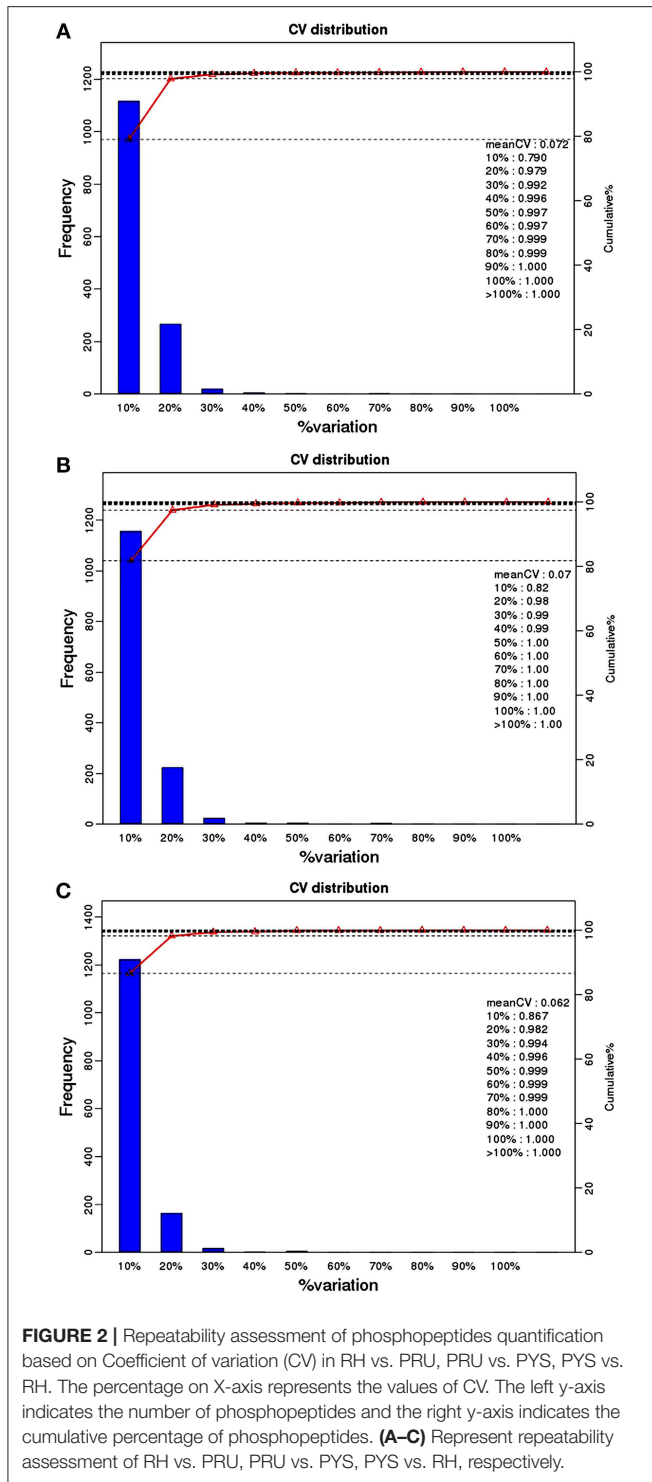 A
CV distribution
1200
1000
800
600
400
200
0
Frequency
100
80
60
40
20
0
Cumulative%
meanCV : 0.072
10% : 0.790
20% : 0.979
30% : 0.992
40% : 0.996
50% : 0.997
60% : 0.997
70% : 0.999
80% : 0.999
90% : 1.000
100% : 1.000
>100% : 1.000
10% 20% 30% 40% 50% 60% 70% 80% 90% 100%
%variation
B
CV distribution
1200
1000
800
600
400
200
0
Frequency
100
80
60
40
20
0
Cumulative%
meanCV : 0.07
10% : 0.82
20% : 0.98
30% : 0.99
40% : 0.99
50% : 1.00
60% : 1.00
70% : 1.00
80% : 1.00
90% : 1.00
100% : 1.00
>100% : 1.00
10% 20% 30% 40% 50% 60% 70% 80% 90% 100%
%variation
C
CV distribution
1400
1200
1000
800
600
400
200
0
Frequency
100
80
60
40
20
0
Cumulative%
meanCV : 0.062
10% : 0.867
20% : 0.982
30% : 0.994
40% : 0.996
50% : 0.999
60% : 0.999
70% : 0.999
80% : 1.000
90% : 1.000
100% : 1.000
>100% : 1.000
10% 20% 30% 40% 50% 60% 70% 80% 90% 100%
%variation
FIGURE 2 | Repeatability assessment of phosphopeptides quantification
based on Coefficient of variation (CV) in RH vs. PRU, PRU vs. PYS, PYS vs.
RH. The percentage on X-axis represents the values of CV. The left y-axis
indicates the number of phosphopeptides and the right y-axis indicates the
cumulative percentage of phosphopeptides. (A–C) Represent repeatability
assessment of RH vs. PRU, PRU vs. PYS, PYS vs. RH, respectively.